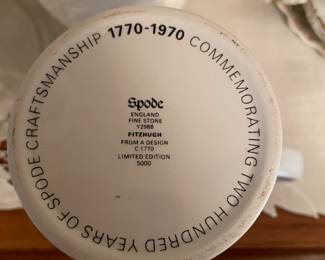 COMMEMORATING TWO HUNDRED YEARS OF SPODE CRAFTSMANSHIP 1770-1970
Spode
ENGLAND
FINE STONE
Y2988
FITZHUGH
FROM A DESIGN
C.1770
LIMITED EDITION
5000